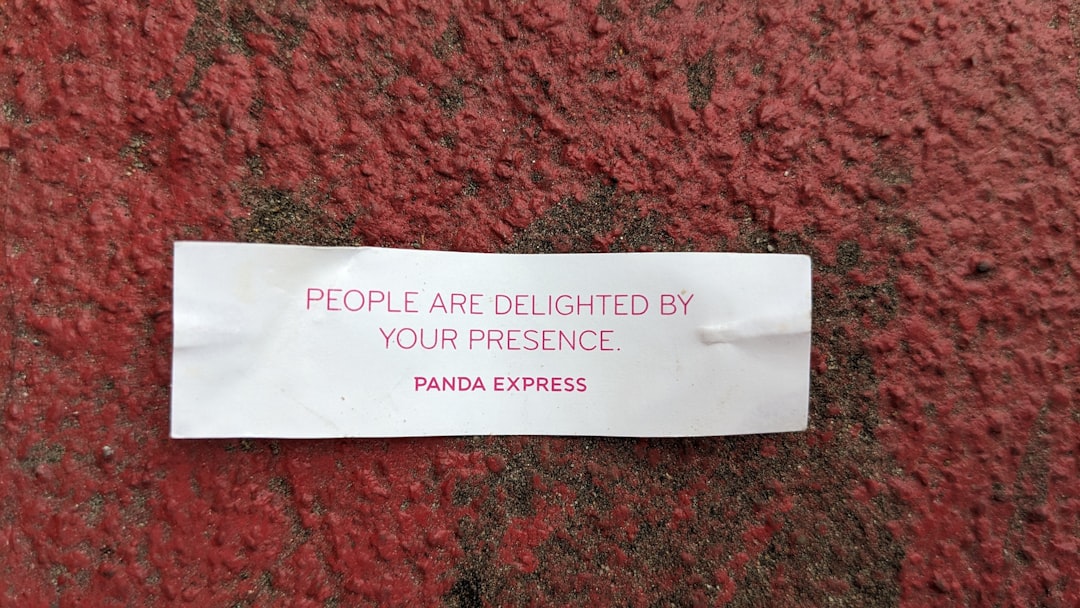 PEOPLE ARE DELIGHTED BY
YOUR PRESENCE.
PANDA EXPRESS